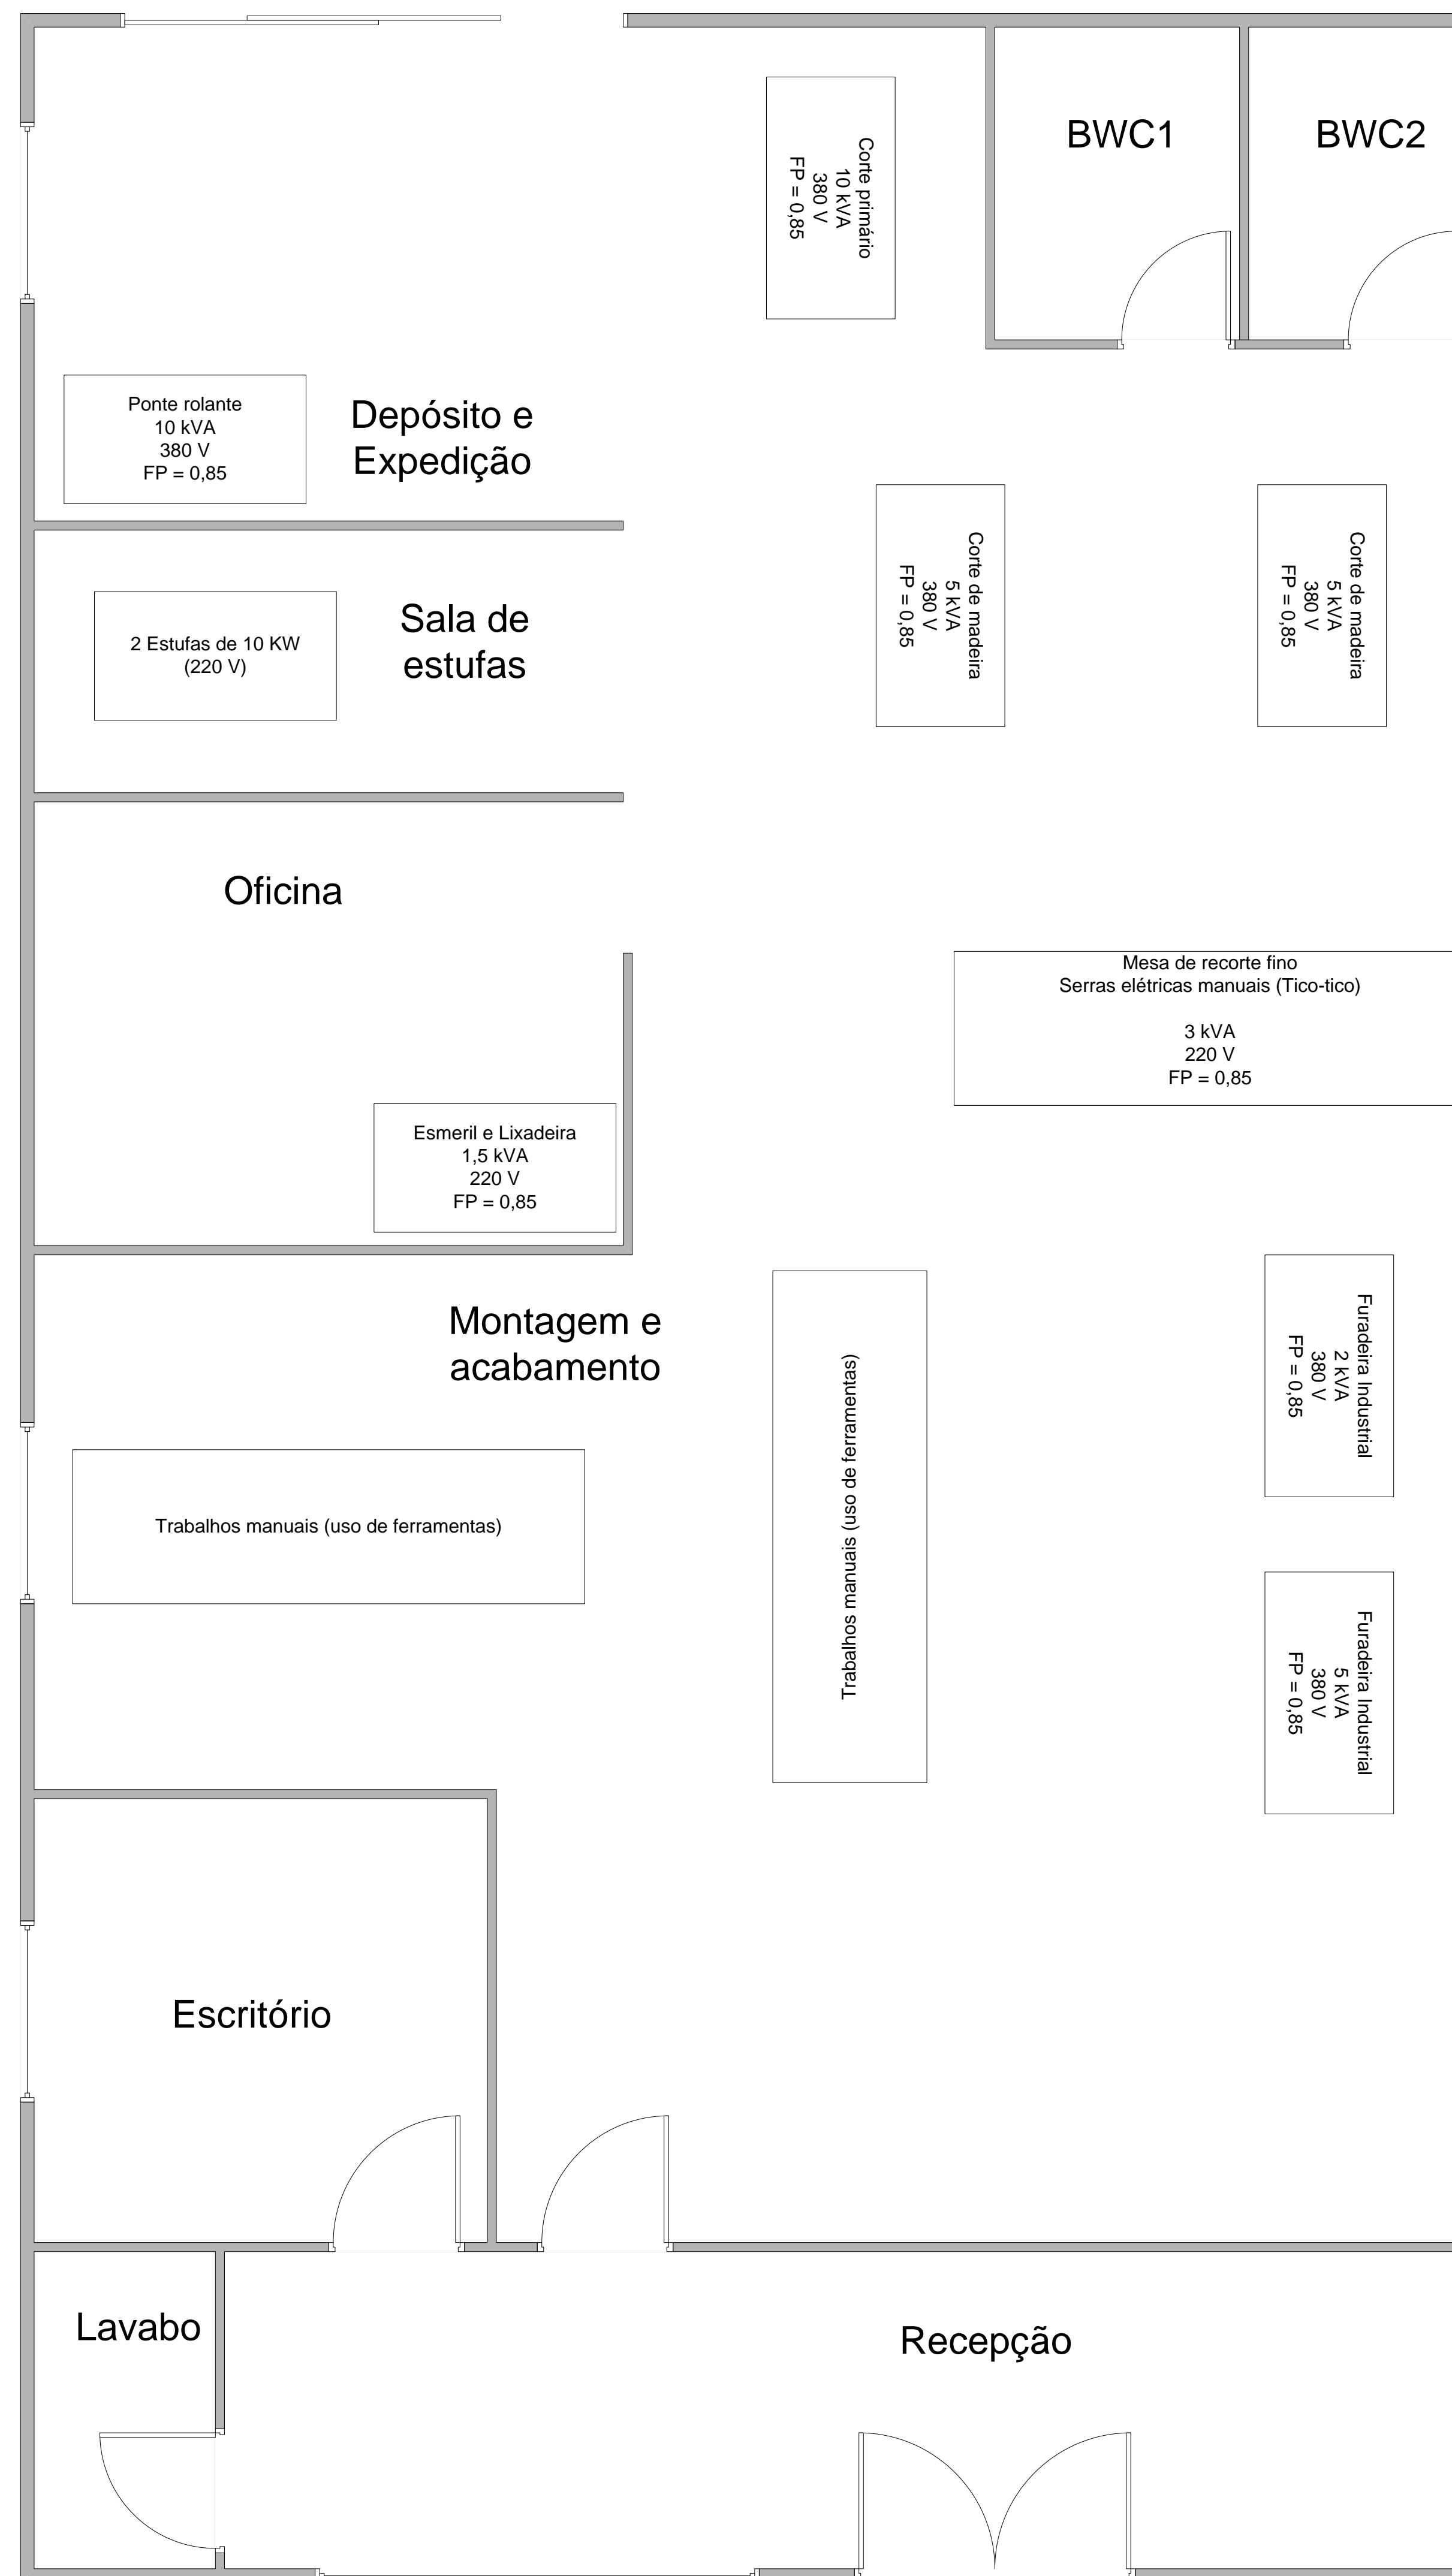 BWC1
BWC2
Corte primário
10 kVA
380 V
FP = 0,85
Ponte rolante
10 kVA
380 V
FP = 0,85
Depósito e
Expedição
2 Estufas de 10 KW
(220 V)
Sala de
estufas
Corte de madeira
5 kVA
380 V
FP = 0,85
Corte de madeira
5 kVA
380 V
FP = 0,85
Oficina
Mesa de recorte fino
Serras elétricas manuais (Tico-tico)
3 kVA
220 V
FP = 0,85
Esmeril e Lixadeira
1,5 kVA
220 V
FP = 0,85
Montagem e
acabamento
Trabalhos manuais (uso de ferramentas)
Trabalhos manuais (uso de ferramentas)
Furadeira Industrial
2 kVA
380 V
FP = 0,85
Furadeira Industrial
5 kVA
380 V
FP = 0,85
Escritório
Lavabo
Recepção